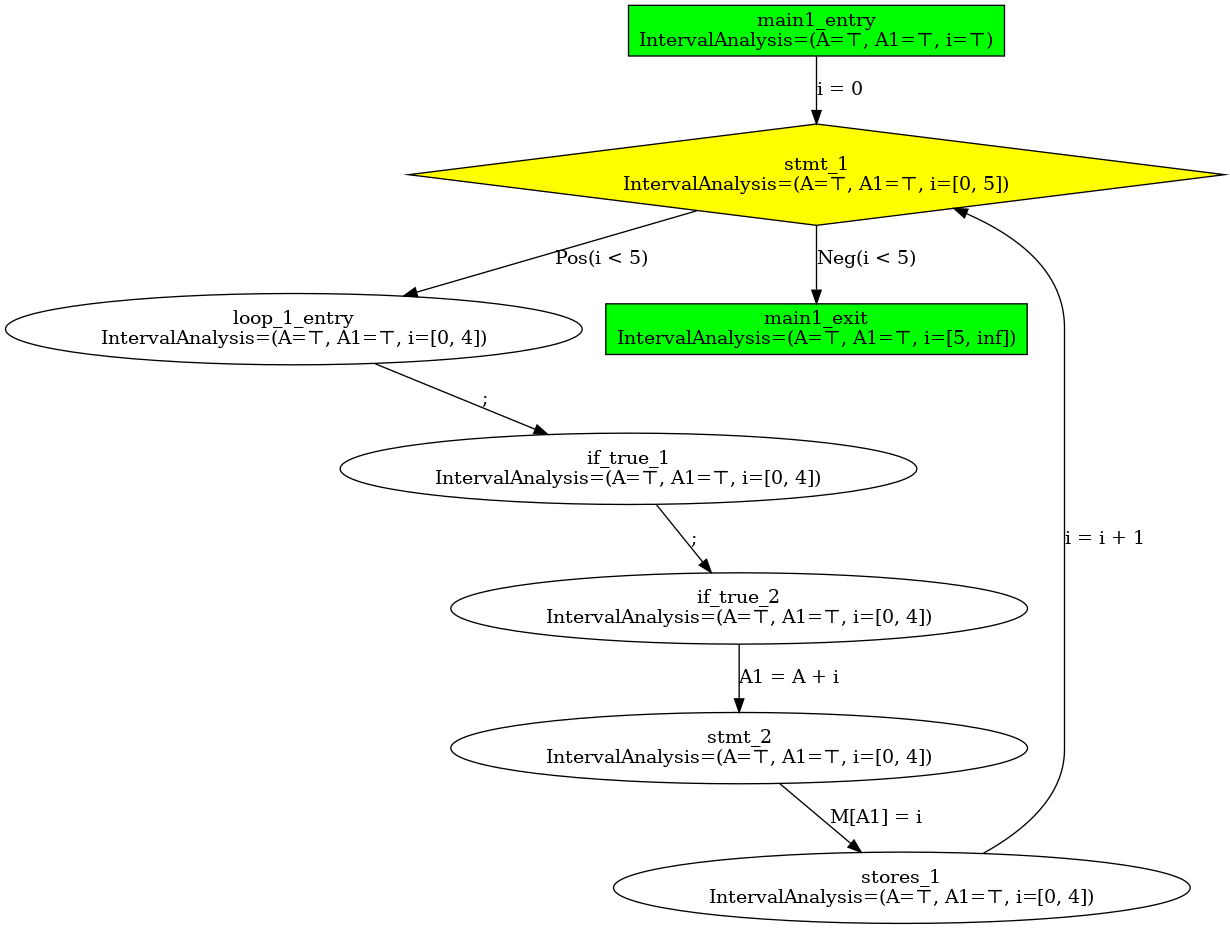 main1_entry
IntervalAnalysis=(A=⊤, A1=⊤, i=⊤)
i = 0
stmt_1
IntervalAnalysis=(A=⊤, A1=⊤, i=[0, 5])
Pos(i < 5)
Neg(i < 5)
loop_1_entry
IntervalAnalysis=(A=⊤, A1=⊤, i=[0, 4])
main1_exit
IntervalAnalysis=(A=⊤, A1=⊤, i=[5, inf])
;
if_true_1
IntervalAnalysis=(A=⊤, A1=⊤, i=[0, 4])
;
i = i + 1
if_true_2
IntervalAnalysis=(A=⊤, A1=⊤, i=[0, 4])
A1 = A + i
stmt_2
IntervalAnalysis=(A=⊤, A1=⊤, i=[0, 4])
M[A1] = i
stores_1
IntervalAnalysis=(A=⊤, A1=⊤, i=[0, 4])